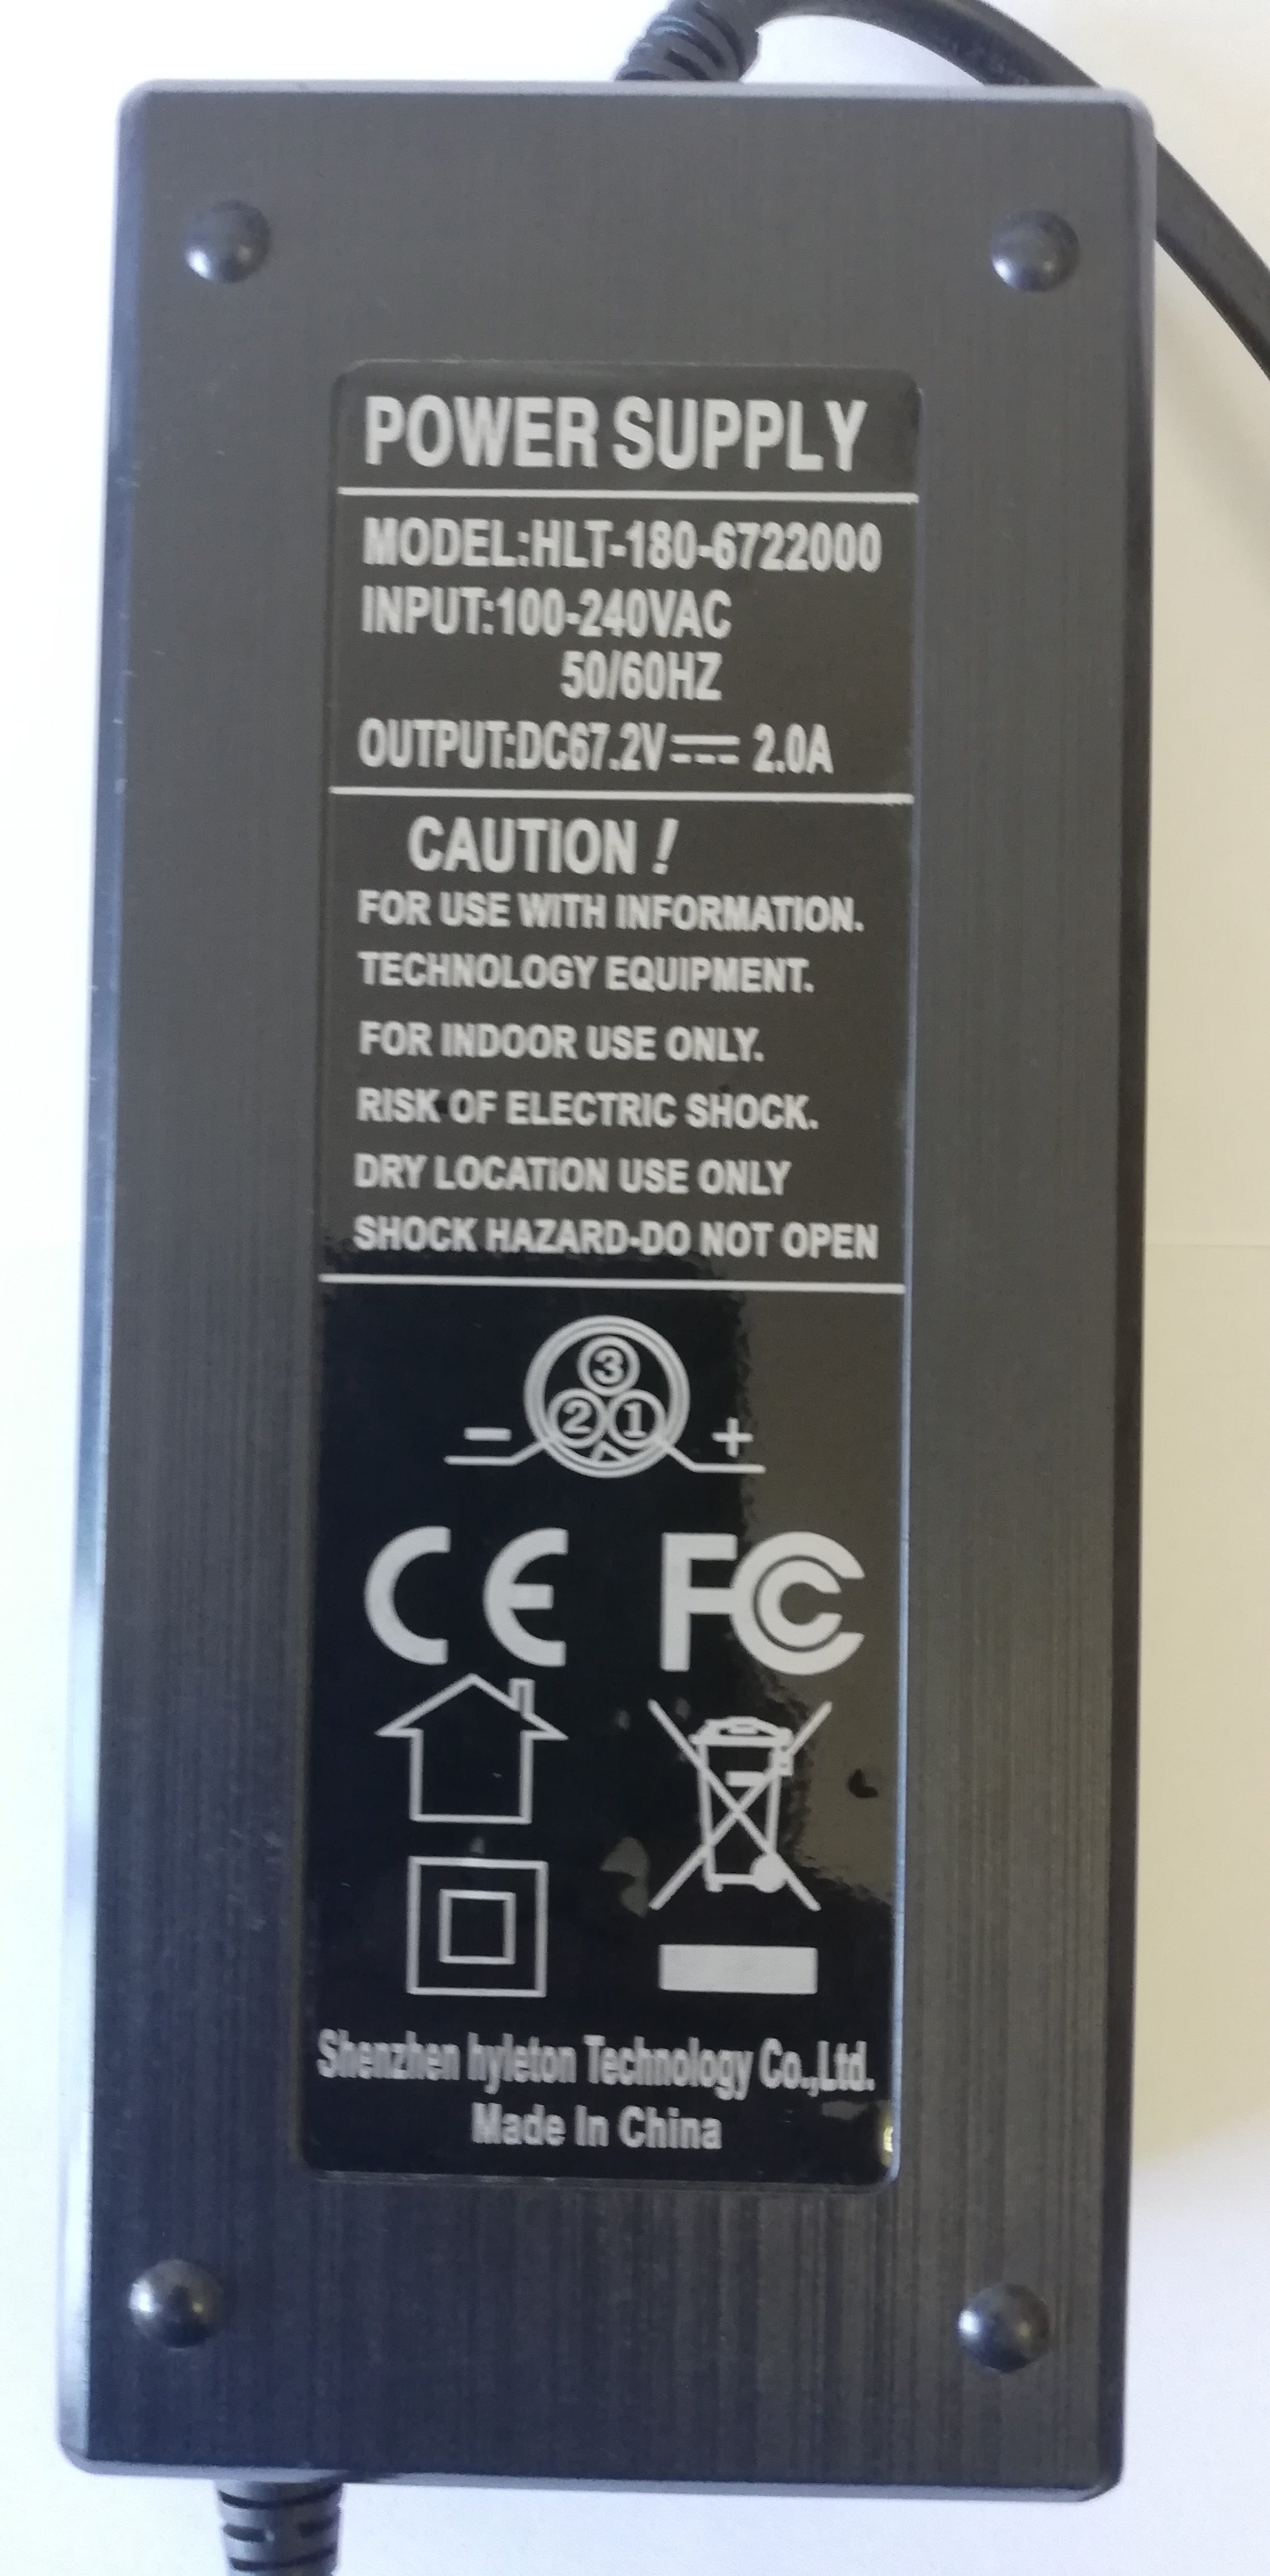 POWER SUPPLY
MODEL:HLT-180-6722000
INPUT:100-240VAC
50/60HZ
OUTPUT:DC67.2V⎓ 2.0A
CAUTION !
FOR USE WITH INFORMATION.
TECHNOLOGY EQUIPMENT.
FOR INDOOR USE ONLY.
RISK OF ELECTRIC SHOCK.
DRY LOCATION USE ONLY
SHOCK HAZARD-DO NOT OPEN
3
− 2 1 +
CE FC
Shenzhen hyleton Technology Co.,Ltd.
Made In China